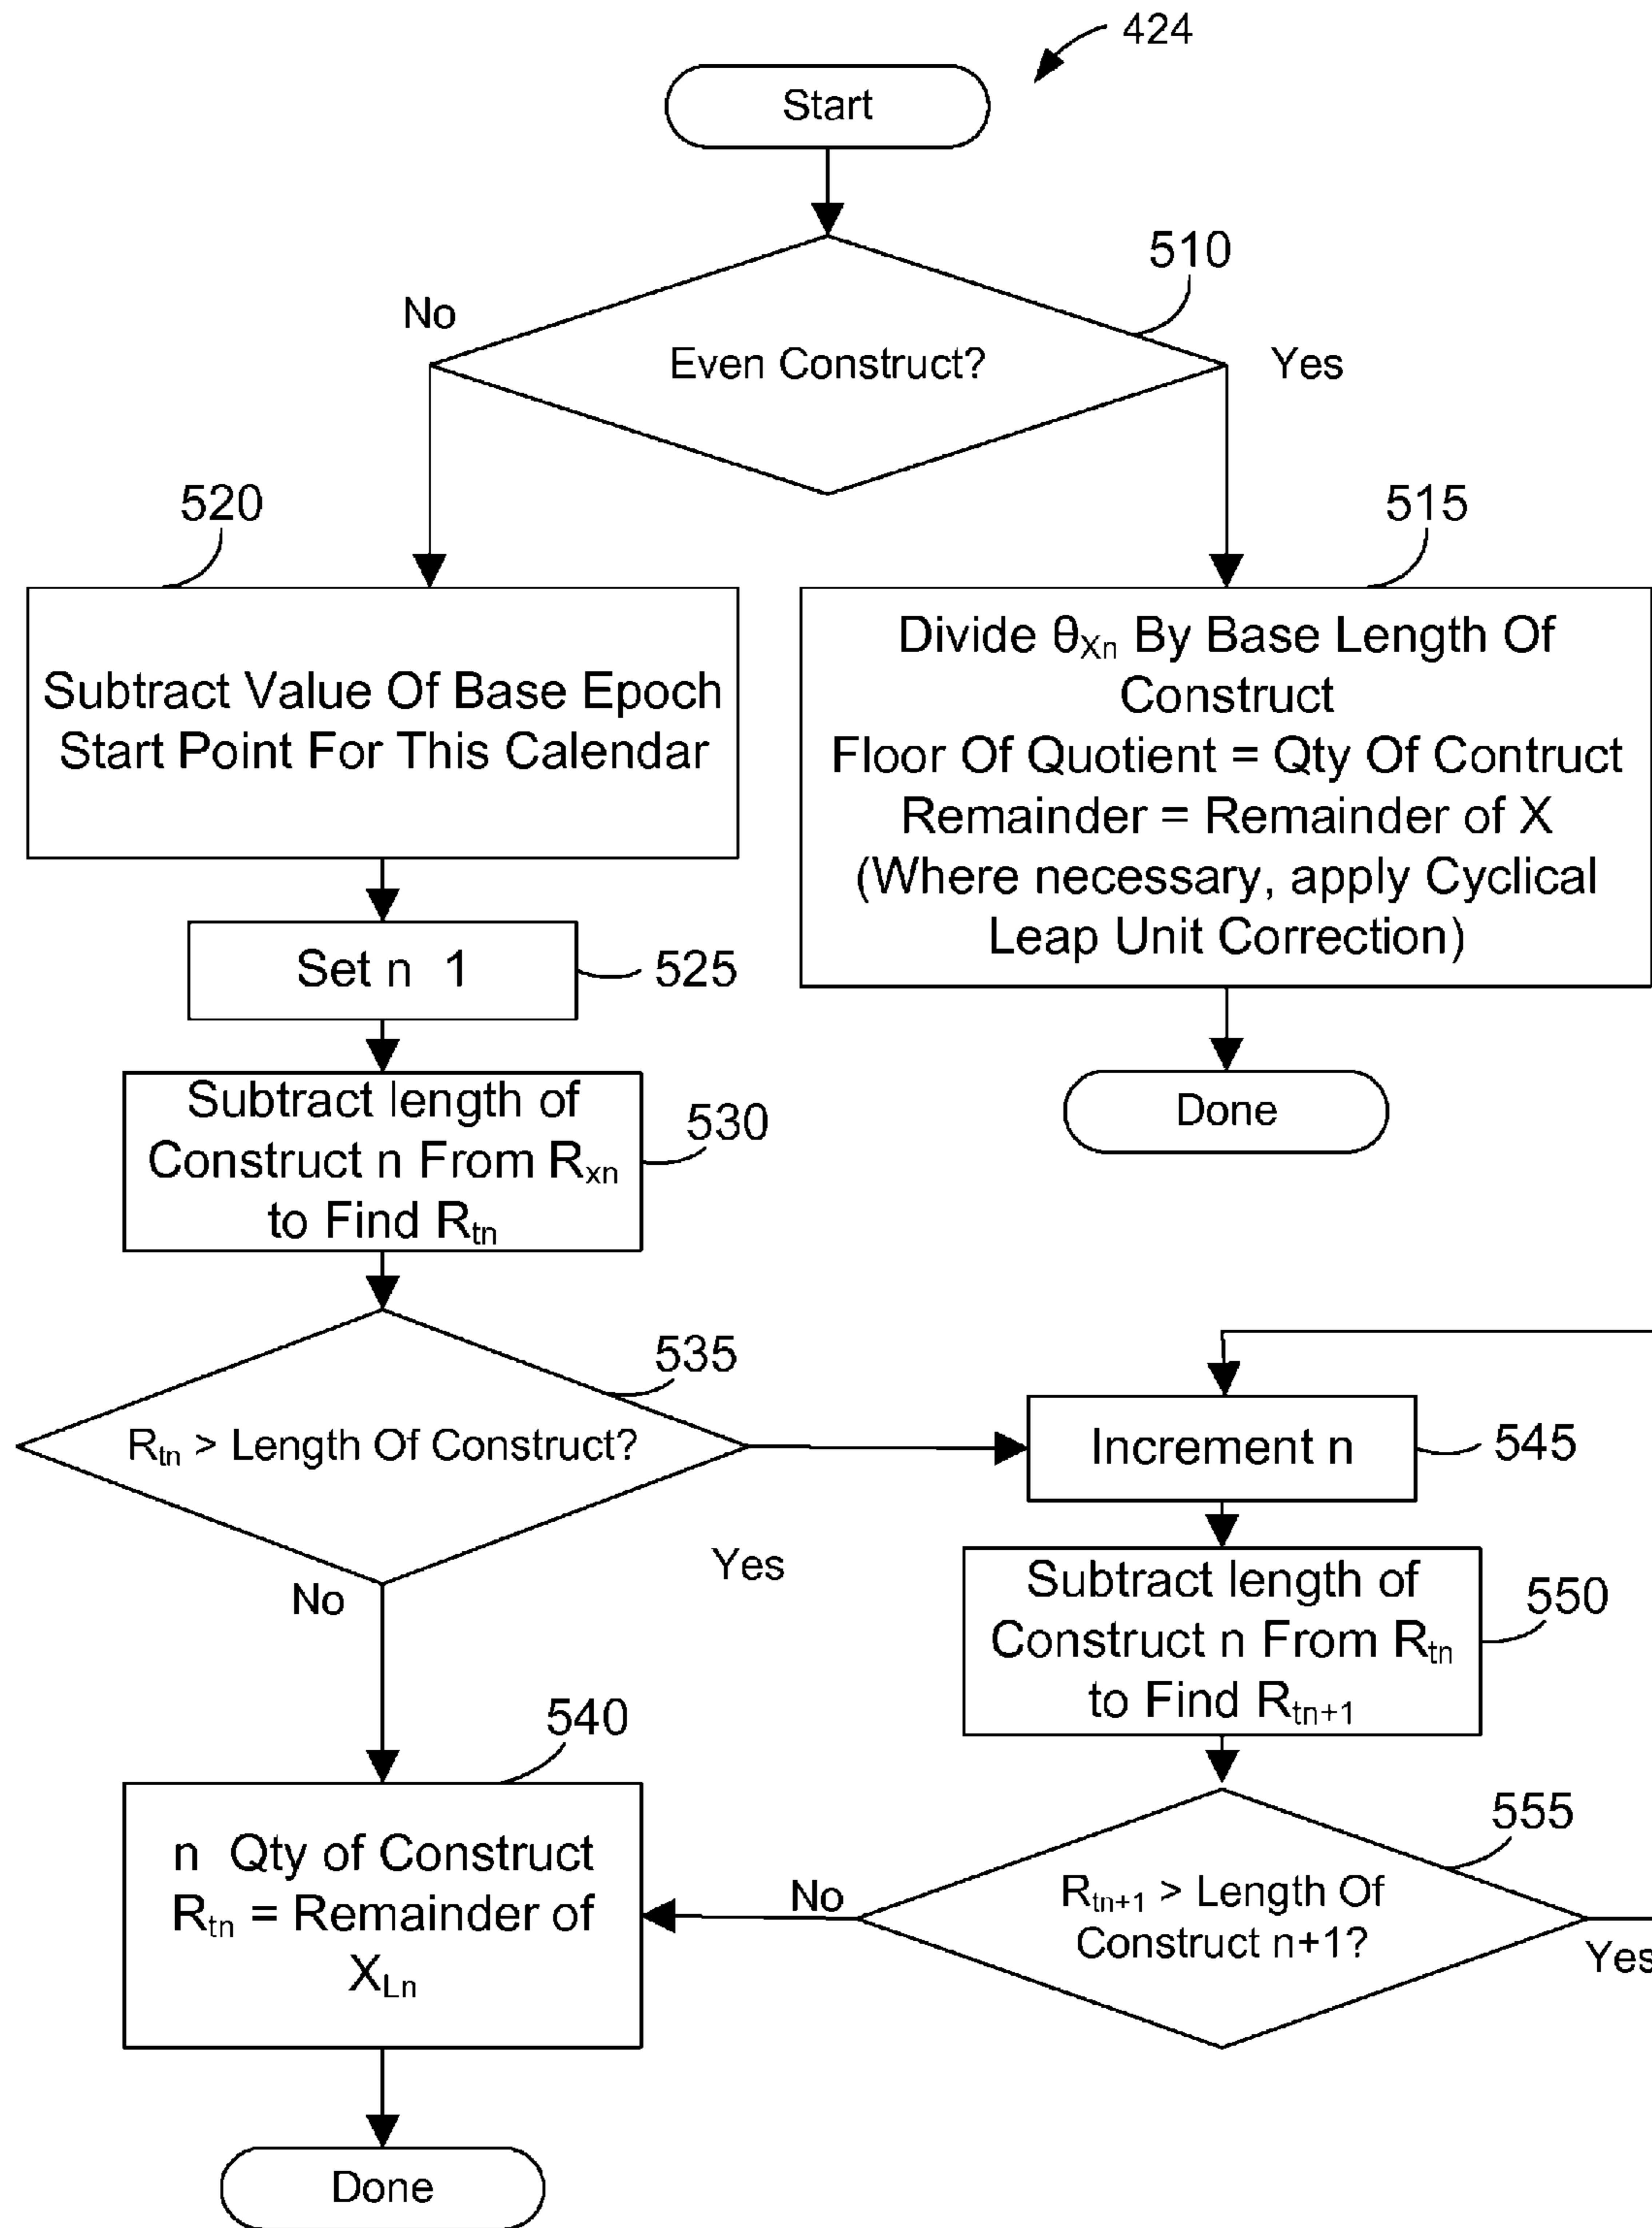 424
Start
510
No
Even Construct?
Yes
520
515
Subtract Value Of Base Epoch
Start Point For This Calendar
Divide θXn By Base Length Of
Construct
Floor Of Quotient = Qty Of Contruct
Remainder = Remainder of X
(Where necessary, apply Cyclical
Leap Unit Correction)
Set n 1
525
Done
Subtract length of
Construct n From Rxn
to Find Rtn
530
535
Rtn > Length Of Construct?
Yes
No
Increment n
545
Subtract length of
Construct n From Rtn
to Find Rtn+1
550
540
n Qty of Construct
Rtn = Remainder of
XLn
555
No
Rtn+1 > Length Of
Construct n+1?
Yes
Done